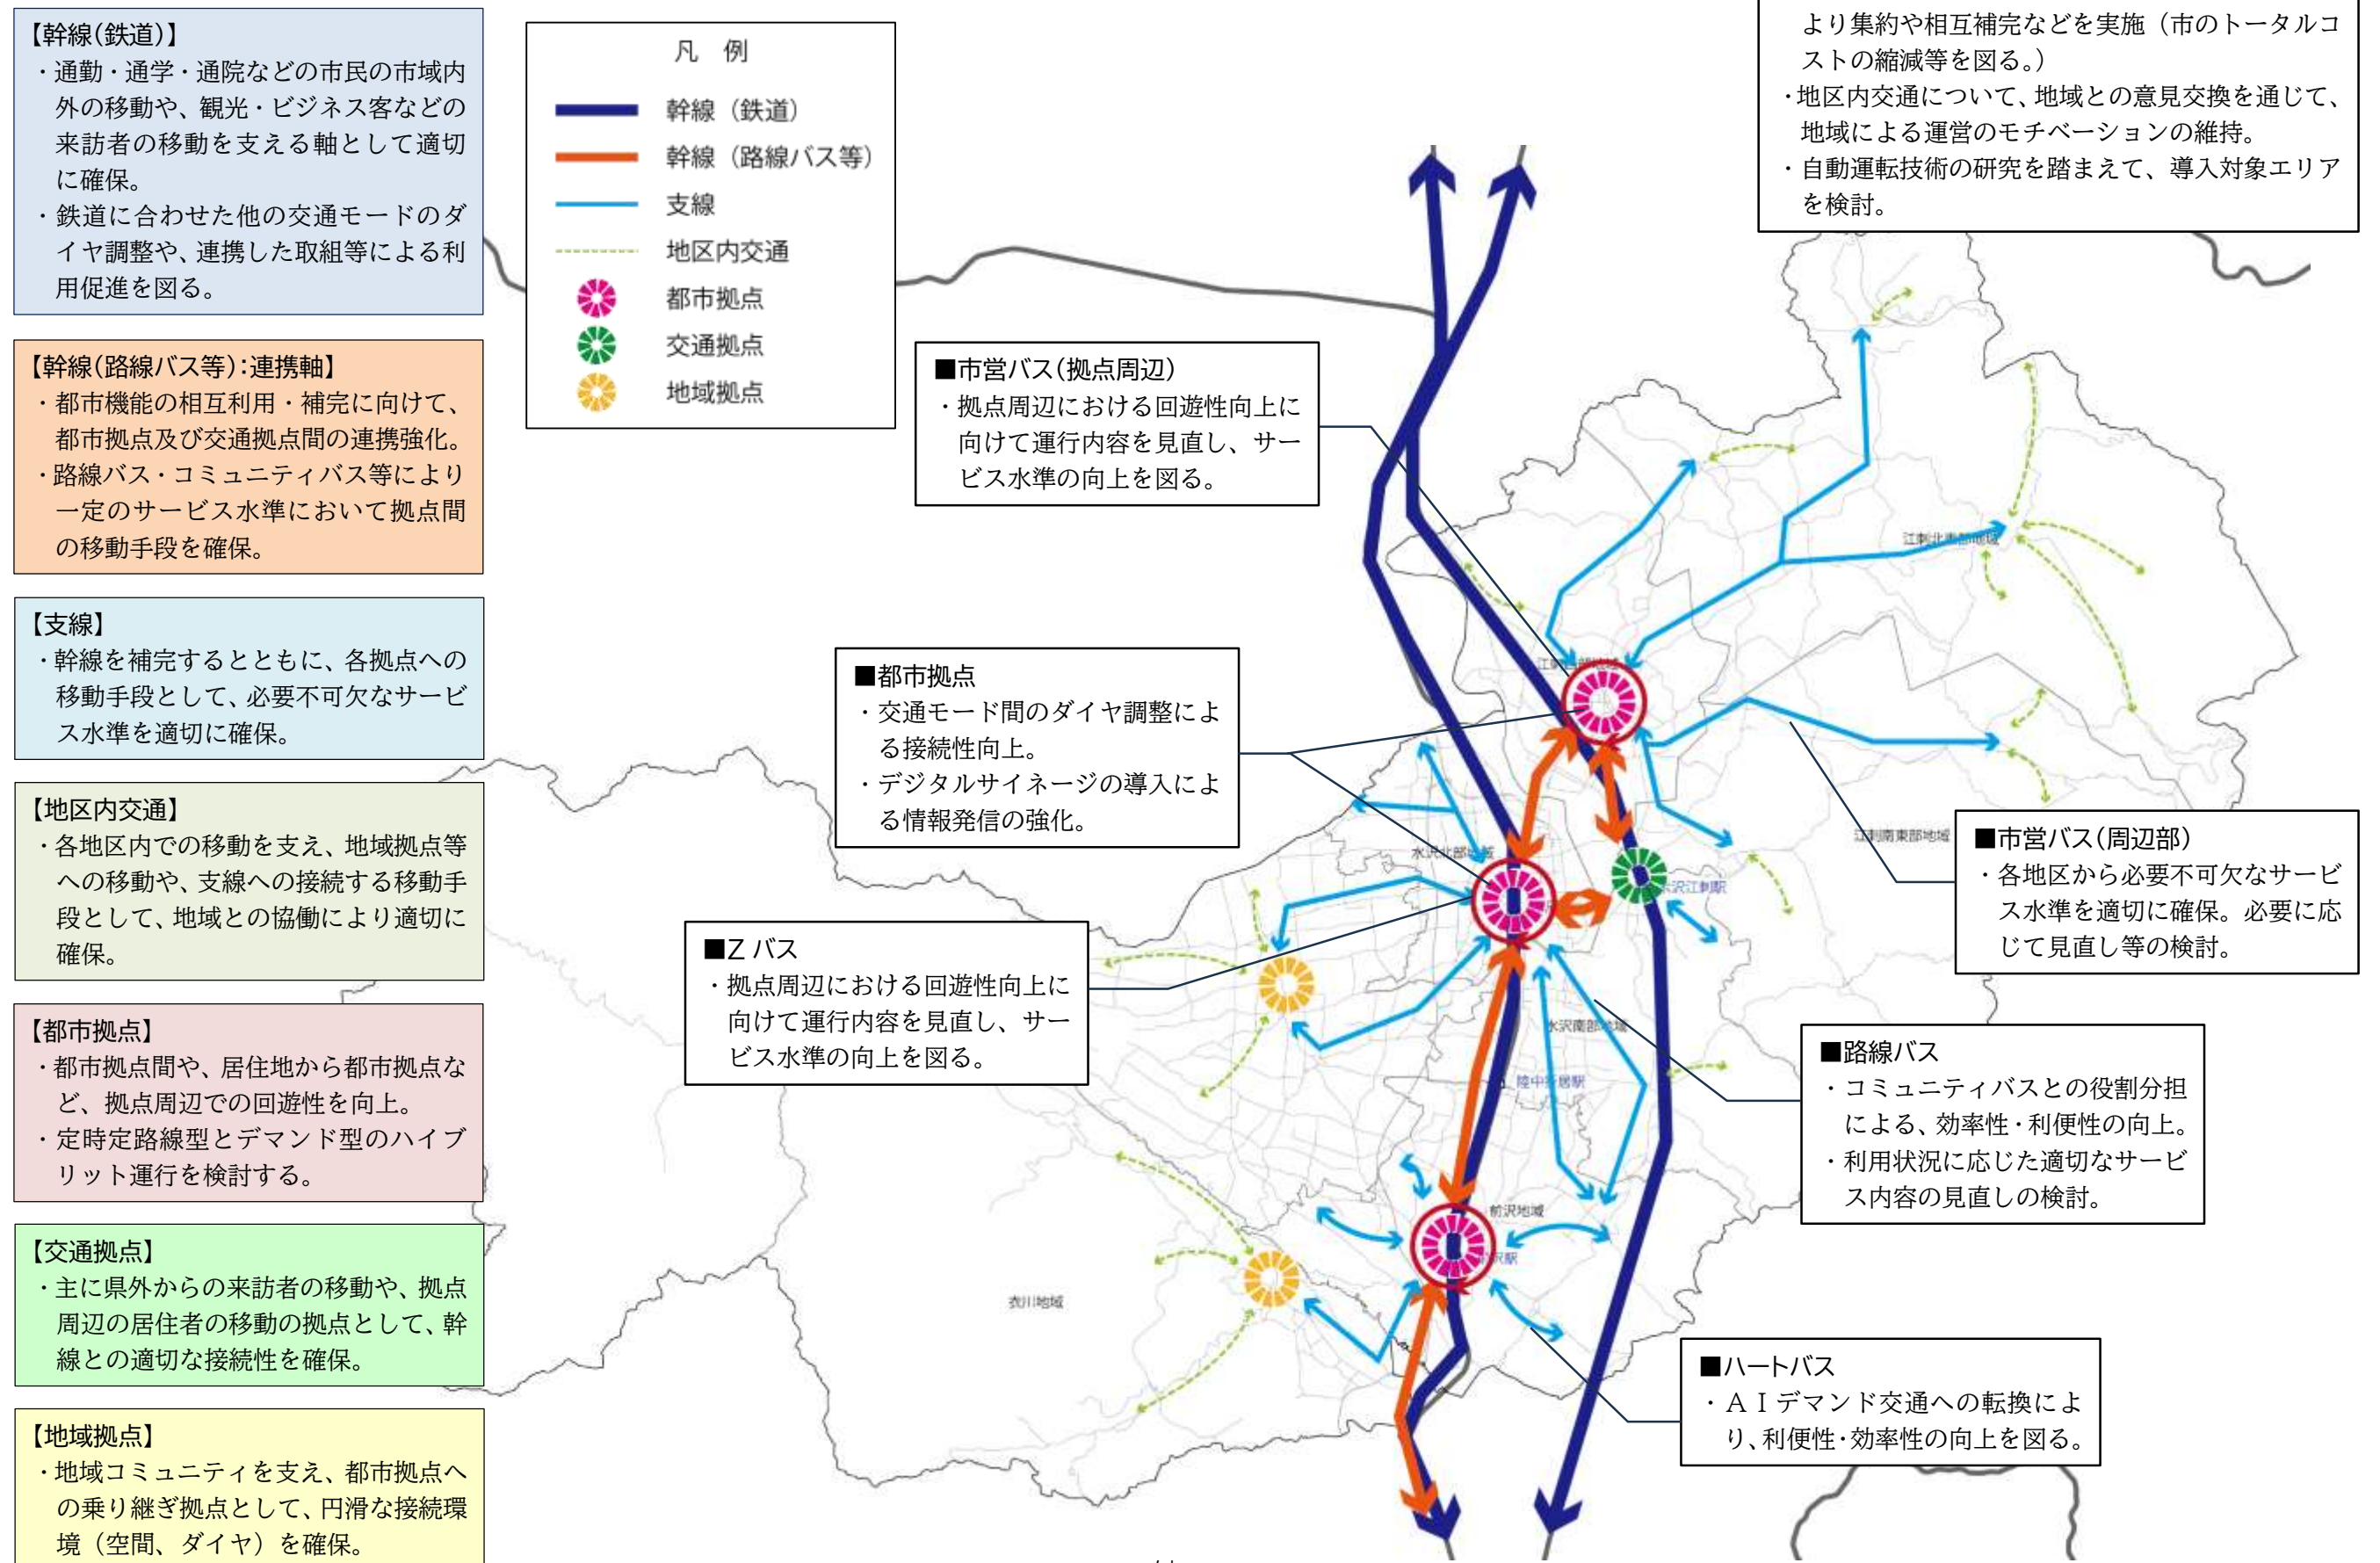 【幹線(鉄道)】
・通勤・通学・通院などの市民の市域内
外の移動や、観光・ビジネス客などの
来訪者の移動を支える軸として適切
に確保。
・鉄道に合わせた他の交通モードのダ
イヤ調整や、連携した取組等による利
用促進を図る。
【幹線(路線バス等):連携軸】
・都市機能の相互利用・補完に向けて、
都市拠点及び交通拠点間の連携強化。
・路線バス・コミュニティバス等により
一定のサービス水準において拠点間
の移動手段を確保。
【支線】
・幹線を補完するとともに、各拠点への
移動手段として、必要不可欠なサービ
ス水準を適切に確保。
【地区内交通】
・各地区内での移動を支え、地域拠点等
への移動や、支線への接続する移動手
段として、地域との協働により適切に
確保。
【都市拠点】
・都市拠点間や、居住地から都市拠点な
ど、拠点周辺での回遊性を向上。
・定時定路線型とデマンド型のハイブ
リット運行を検討する。
【交通拠点】
・主に県外からの来訪者の移動や、拠点
周辺の居住者の移動の拠点として、幹
線との適切な接続性を確保。
【地域拠点】
・地域コミュニティを支え、都市拠点へ
の乗り継ぎ拠点として、円滑な接続環
境（空間、ダイヤ）を確保。
凡 例
幹線（鉄道）
幹線（路線バス等）
支線
地区内交通
都市拠点
交通拠点
地域拠点
より集約や相互補完などを実施（市のトータルコ
ストの縮減等を図る。）
・地区内交通について、地域との意見交換を通じて、
地域による運営のモチベーションの維持。
・自動運転技術の研究を踏まえて、導入対象エリア
を検討。
■市営バス(拠点周辺)
・拠点周辺における回遊性向上に
向けて運行内容を見直し、サー
ビス水準の向上を図る。
■都市拠点
・交通モード間のダイヤ調整によ
る接続性向上。
・デジタルサイネージの導入によ
る情報発信の強化。
■Zバス
・拠点周辺における回遊性向上に
向けて運行内容を見直し、サー
ビス水準の向上を図る。
■市営バス(周辺部)
・各地区から必要不可欠なサービ
ス水準を適切に確保。必要に応
じて見直し等の検討。
■路線バス
・コミュニティバスとの役割分担
による、効率性・利便性の向上。
・利用状況に応じた適切なサービ
ス内容の見直しの検討。
■ハートバス
・ＡＩデマンド交通への転換によ
り、利便性・効率性の向上を図る。
江刺北東部地域
江刺西部地域
江刺南東部地域
水沢北部地域
水沢江刺駅
水沢南部地域
陸中折居駅
前沢地域
前沢駅
衣川地域